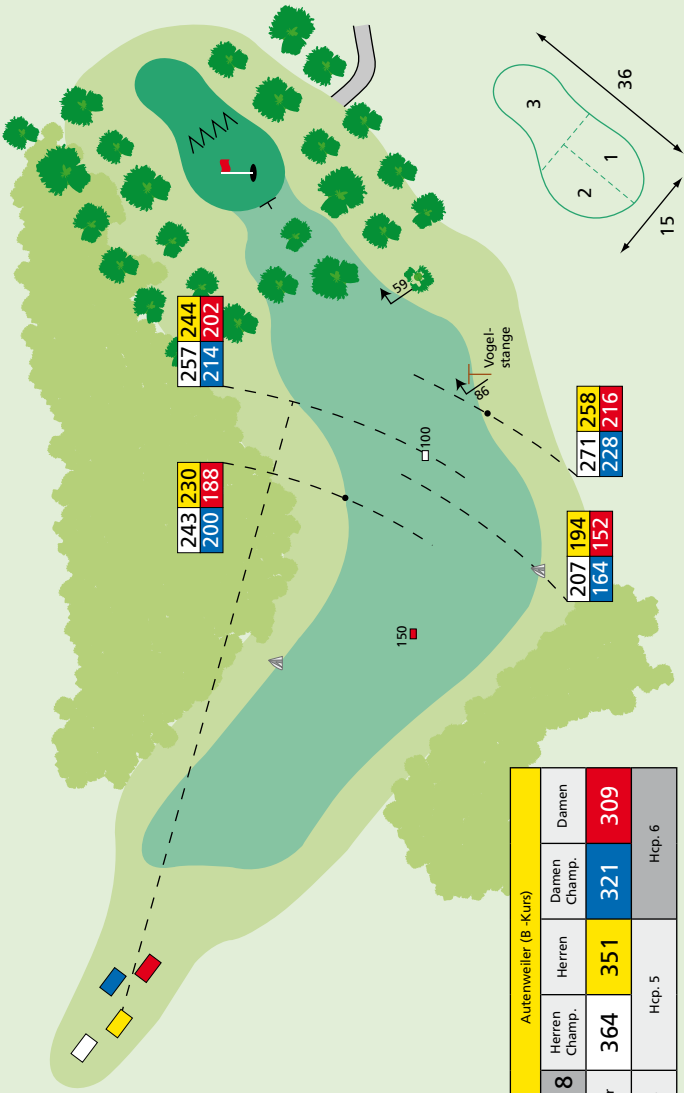 36
3
1
2
15
257 244
214 202
243 230
200 188
59
86
Vogel-
stange
100
150
271 258
228 216
207 194
164 152
Autenweiler (B -Kurs)
8
Herren
Champ.
Herren
Damen
Champ.
Damen
364 351 321 309
Hcp. 5
Hcp. 6